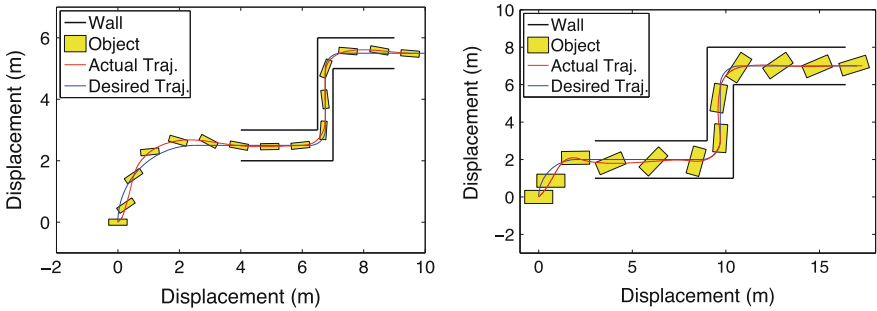 Wall
Object
Actual Traj.
Desired Traj.
Displacement (m)
6
4
2
0
−2
0
2
4
6
8
10
Displacement (m)
Wall
Object
Actual Traj.
Desired Traj.
Displacement (m)
10
8
6
4
2
0
−2
0
5
10
15
Displacement (m)